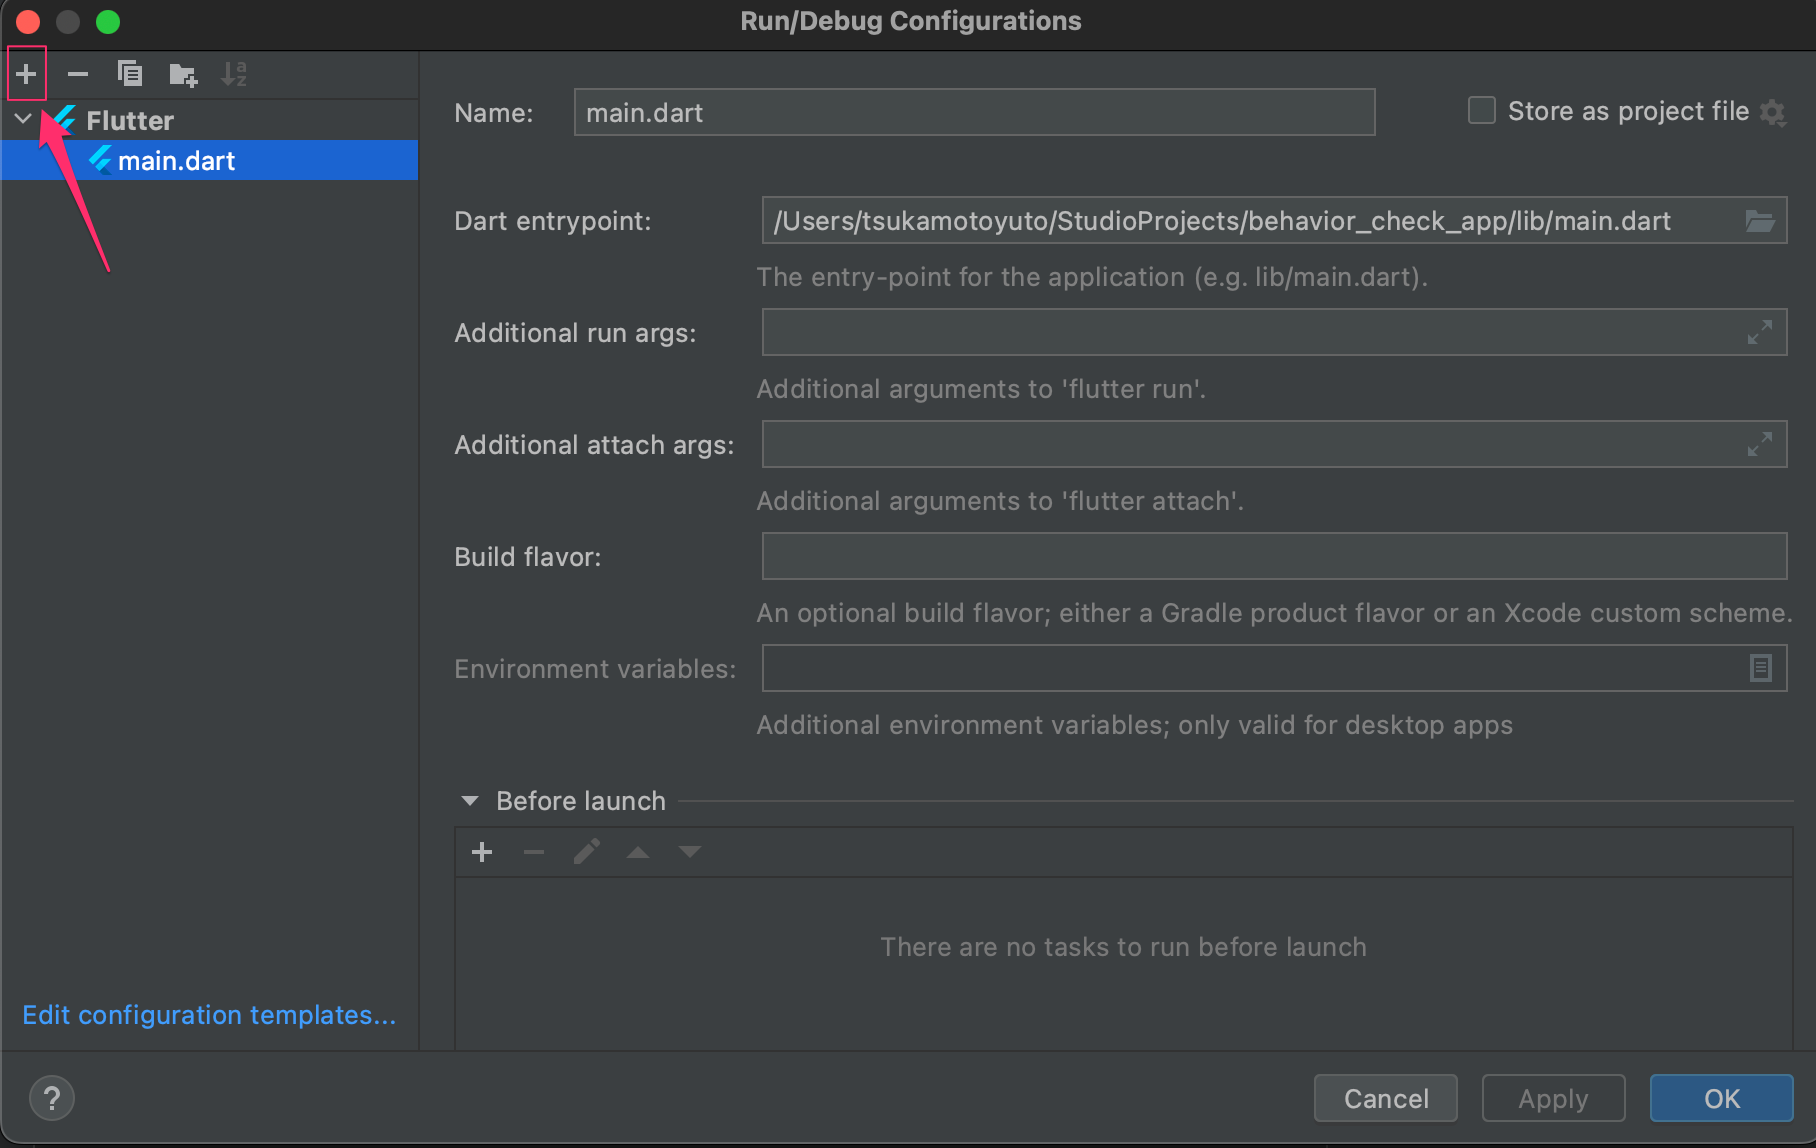 Run/Debug Configurations
Flutter
main.dart
Name:
main.dart
Store as project file
Dart entrypoint:
/Users/tsukamotoyuto/StudioProjects/behavior_check_app/lib/main.dart
The entry-point for the application (e.g. lib/main.dart).
Additional run args:
Additional arguments to 'flutter run'.
Additional attach args:
Additional arguments to 'flutter attach'.
Build flavor:
An optional build flavor; either a Gradle product flavor or an Xcode custom scheme.
Environment variables:
Additional environment variables; only valid for desktop apps
Before launch
There are no tasks to run before launch
Edit configuration templates...
?
Cancel
Apply
OK